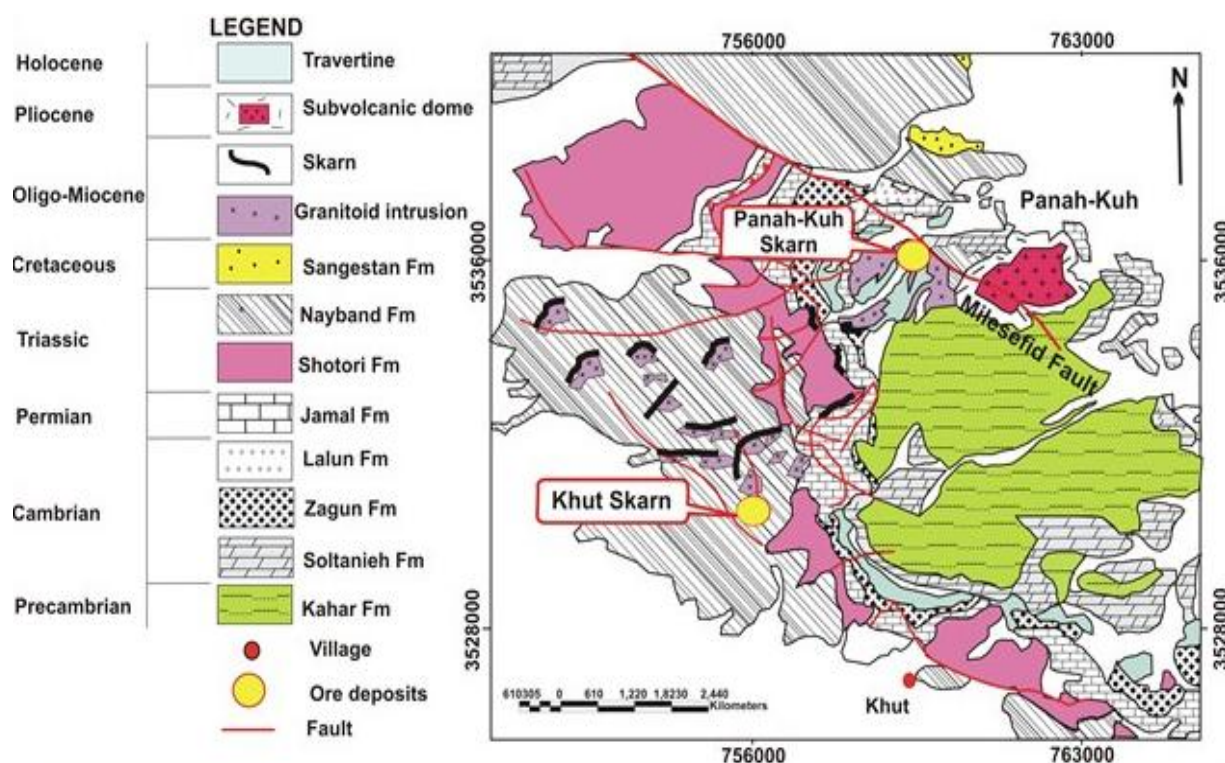 LEGEND
Holocene
Travertine
Pliocene
Subvolcanic dome
Skarn
Oligo-Miocene
Granitoid intrusion
Cretaceous
Sangestan Fm
Nayband Fm
Triassic
Shotori Fm
Permian
Jamal Fm
Lalun Fm
Cambrian
Zagun Fm
Soltanieh Fm
Precambrian
Kahar Fm
Village
Ore deposits
Fault
756000
763000
N
Panah-Kuh
Panah-Kuh
Skarn
3536000
3536000
Milesefid Fault
Khut Skarn
3528000
3528000
Khut
610305 0 610 1,220 1,8230 2,440
Kilometers
756000
763000